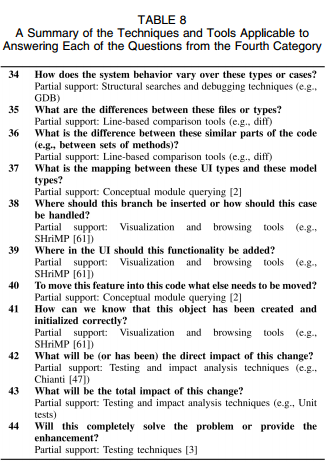 TABLE 8
A Summary of the Techniques and Tools Applicable to
Answering Each of the Questions from the Fourth Category
34 How does the system behavior vary over these types or cases?
Partial support: Structural searches and debugging techniques (e.g.,
GDB)
35 What are the differences between these files or types?
Partial support: Line-based comparison tools (e.g., diff)
36 What is the difference between these similar parts of the code
(e.g., between sets of methods)?
Partial support: Line-based comparison tools (e.g., diff)
37 What is the mapping between these UI types and these model
types?
Partial support: Conceptual module querying [2]
38 Where should this branch be inserted or how should this case
be handled?
Partial support: Visualization and browsing tools (e.g.,
SHriMP [61])
39 Where in the UI should this functionality be added?
Partial support: Visualization and browsing tools (e.g.,
SHriMP [61])
40 To move this feature into this code what else needs to be moved?
Partial support: Conceptual module querying [2]
41 How can we know that this object has been created and
initialized correctly?
Partial support: Visualization and browsing tools (e.g.,
SHriMP [61])
42 What will be (or has been) the direct impact of this change?
Partial support: Testing and impact analysis techniques (e.g.,
Chianti [47])
43 What will be the total impact of this change?
Partial support: Testing and impact analysis techniques (e.g., Unit
tests)
44 Will this completely solve the problem or provide the
enhancement?
Partial support: Testing techniques [3]